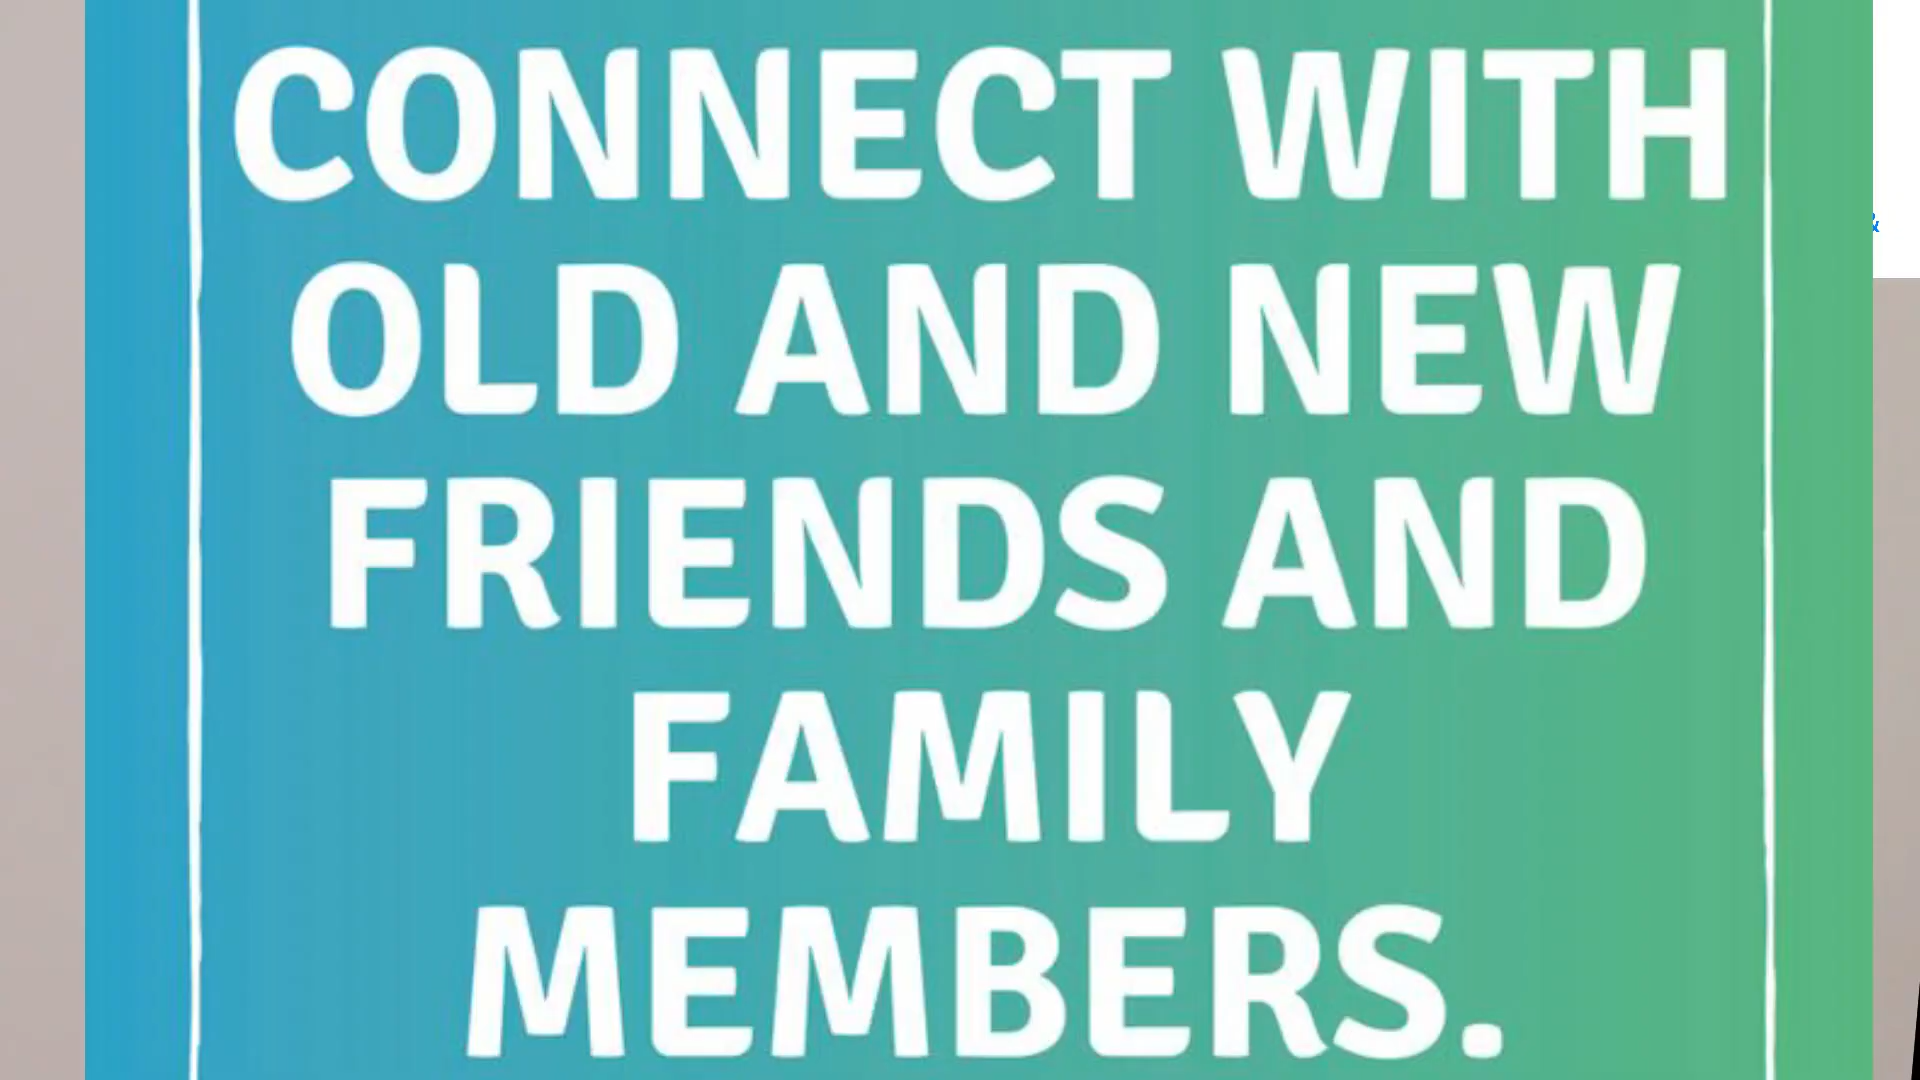 CONNECT WITH
OLD AND NEW
FRIENDS AND
FAMILY
MEMBERS.
&